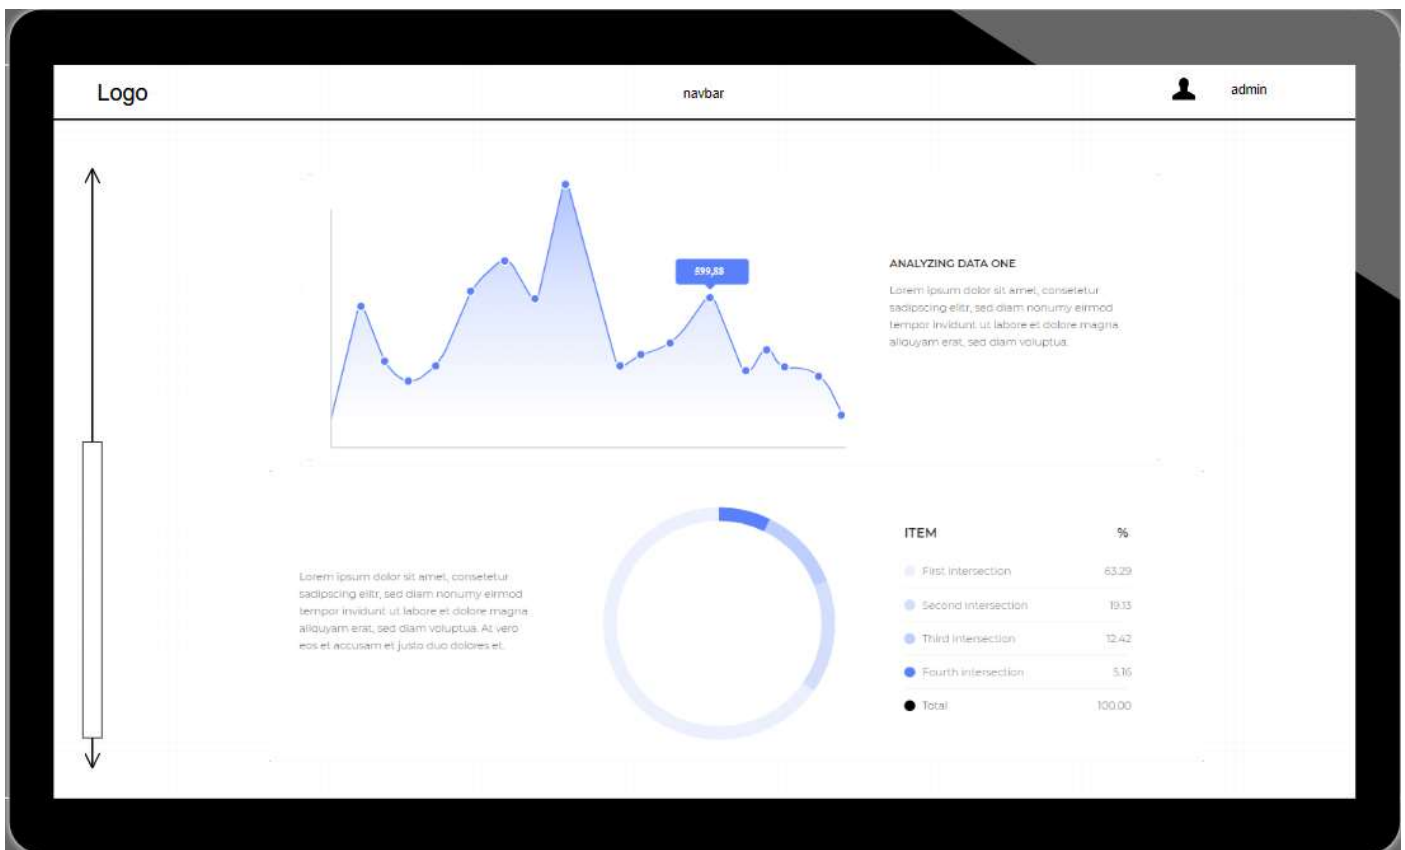 Logo
navbar
admin
599,88
ANALYZING DATA ONE
Lorem ipsum dolor sit amet, consetetur
sadipscing elitr, sed diam nonumy eirmod
tempor invidunt ut labore et dolore magna
aliquyam erat, sed diam voluptua.
Lorem ipsum dolor sit amet, consetetur
sadipscing elitr, sed diam nonumy eirmod
tempor invidunt ut labore et dolore magna
aliquyam erat, sed diam voluptua. At vero
eos et accusam et justo duo dolores et.
ITEM %
First intersection 63.29
Second intersection 19.13
Third intersection 12.42
Fourth intersection 5.16
Total 100.00